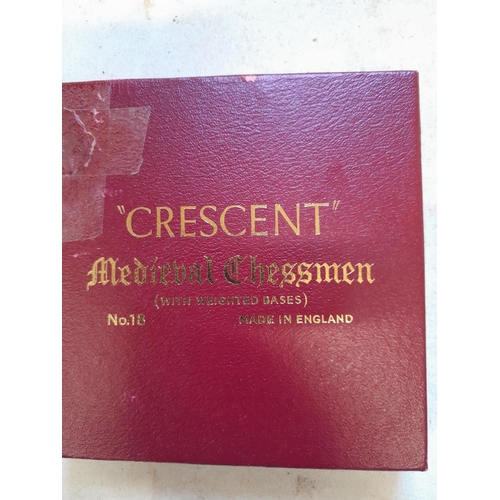 "CRESCENT"
Medieval Chessmen
(WITH WEIGHTED BASES)
No.18 MADE IN ENGLAND